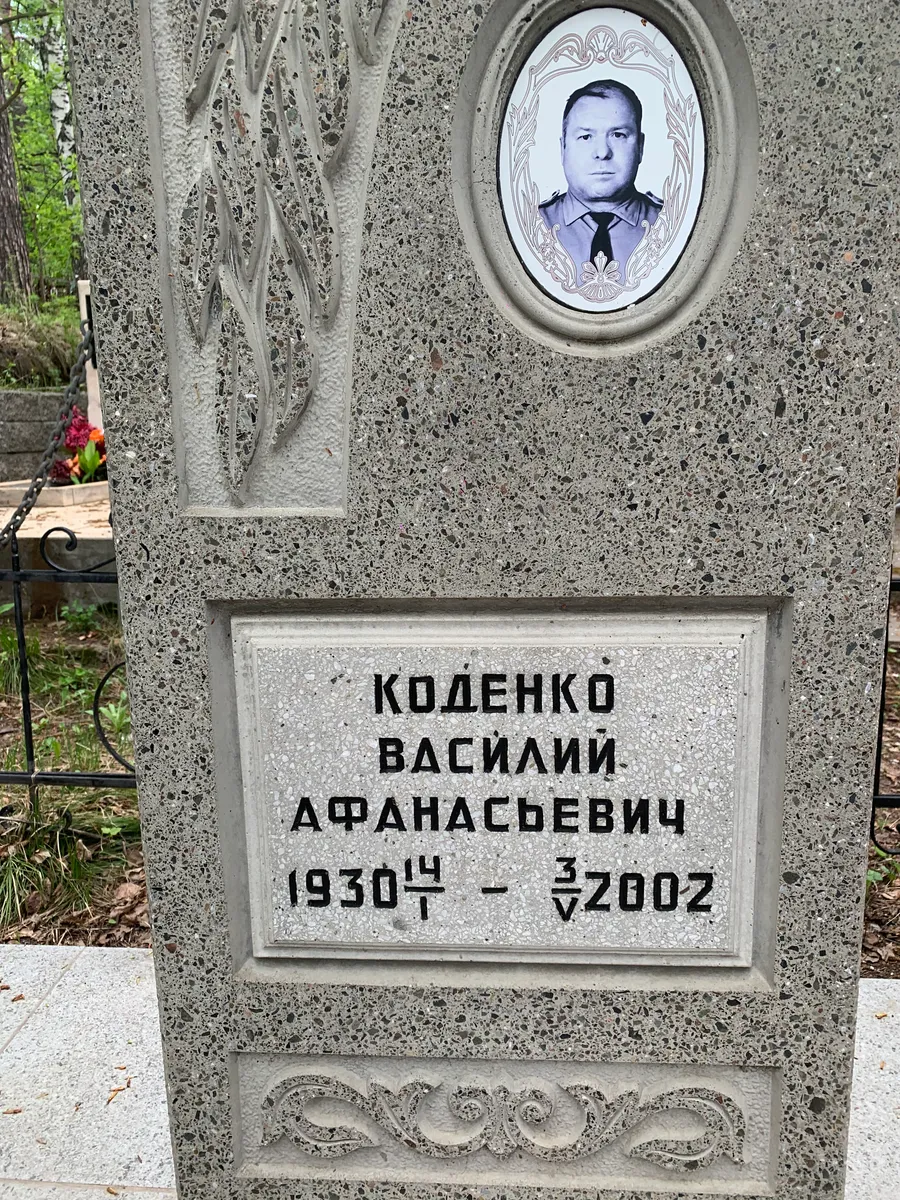 КОДЕНКО
ВАСИЛИЙ
АФАНАСЬЕВИЧ
1930 14/I - 3/V 2002